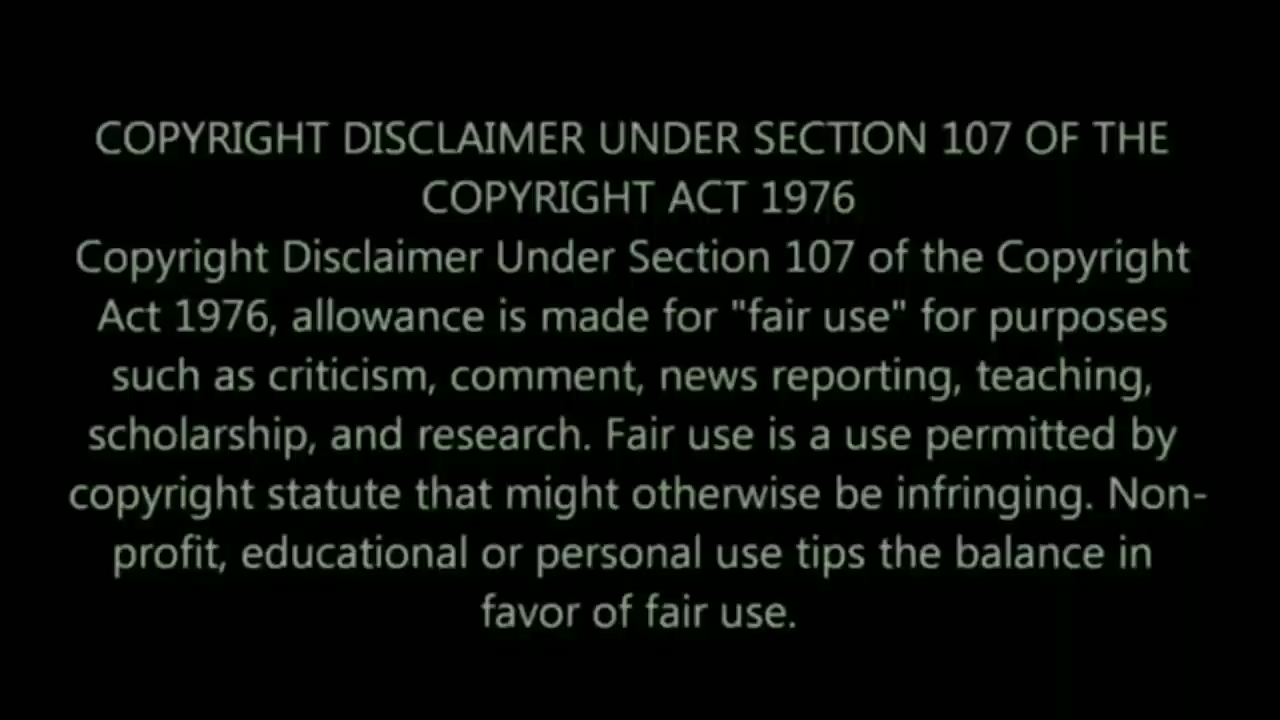 COPYRIGHT DISCLAIMER UNDER SECTION 107 OF THE
COPYRIGHT ACT 1976
Copyright Disclaimer Under Section 107 of the Copyright
Act 1976, allowance is made for "fair use" for purposes
such as criticism, comment, news reporting, teaching,
scholarship, and research. Fair use is a use permitted by
copyright statute that might otherwise be infringing. Non-
profit, educational or personal use tips the balance in
favor of fair use.